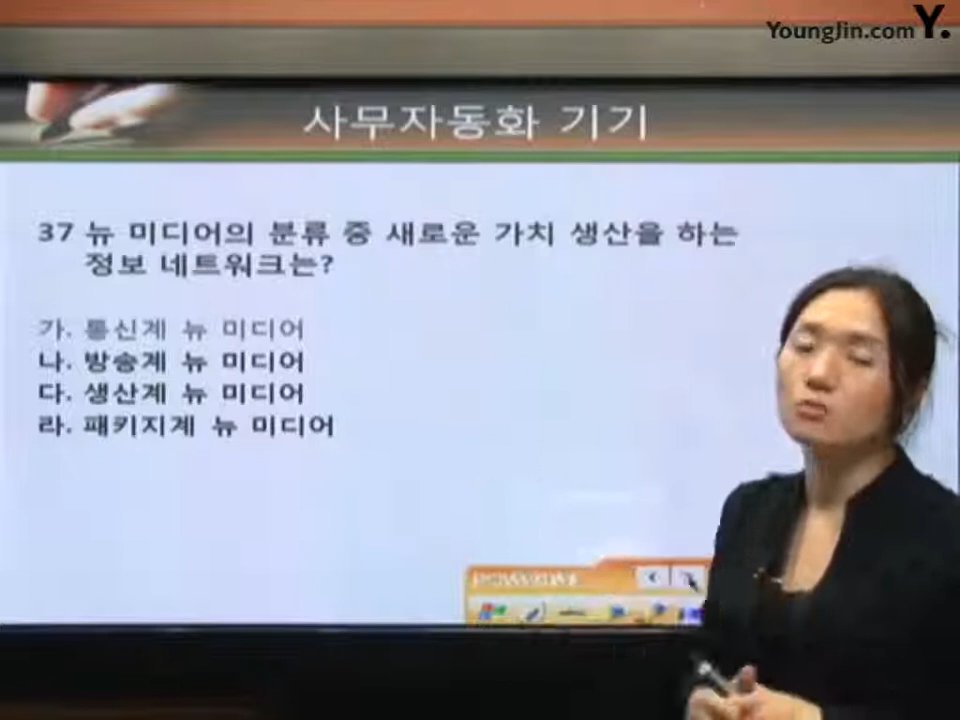 YoungJin.com Y.
사무자동화 기기
37 뉴 미디어의 분류 중 새로운 가치 생산을 하는
정보 네트워크는?
가. 통신계 뉴 미디어
나. 방송계 뉴 미디어
다. 생산계 뉴 미디어
라. 패키지계 뉴 미디어